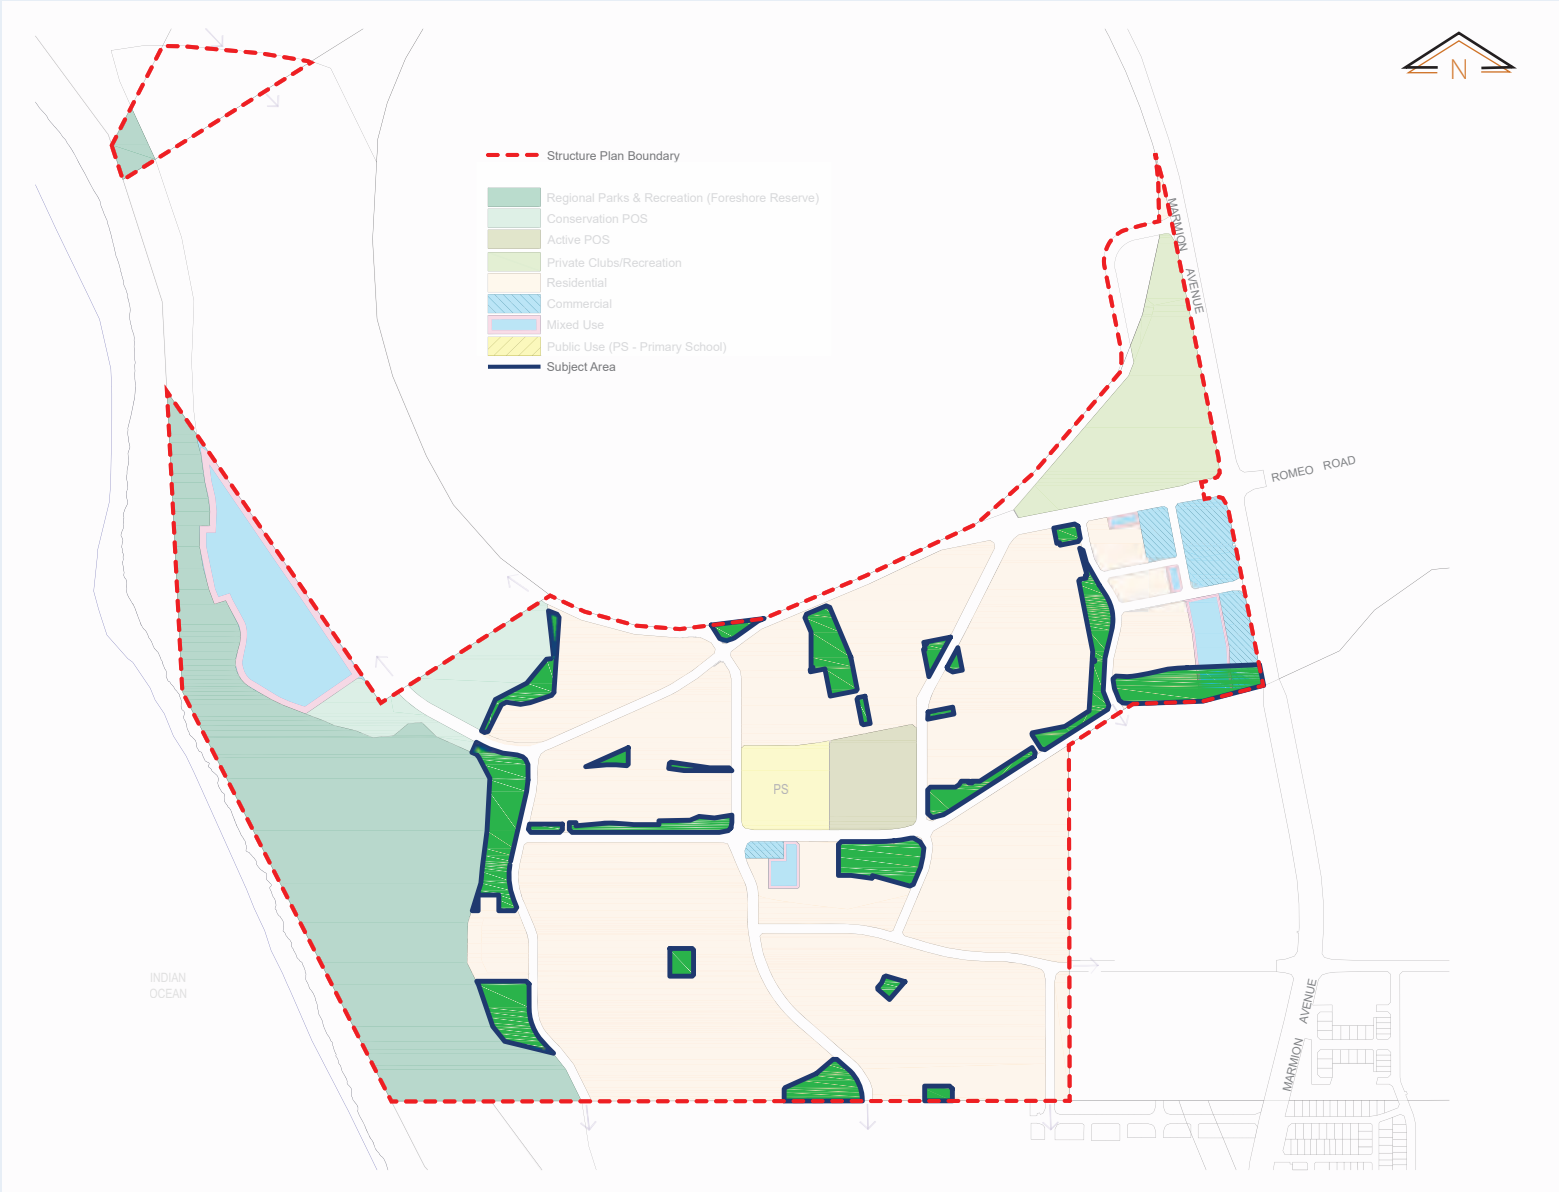 N
Structure Plan Boundary
Regional Parks & Recreation (Foreshore Reserve)
Conservation POS
Active POS
Private Clubs/Recreation
Residential
Commercial
Mixed Use
Public Use (PS - Primary School)
Subject Area
MARMION AVENUE
ROMEO ROAD
PS
INDIAN
OCEAN
MARMION AVENUE